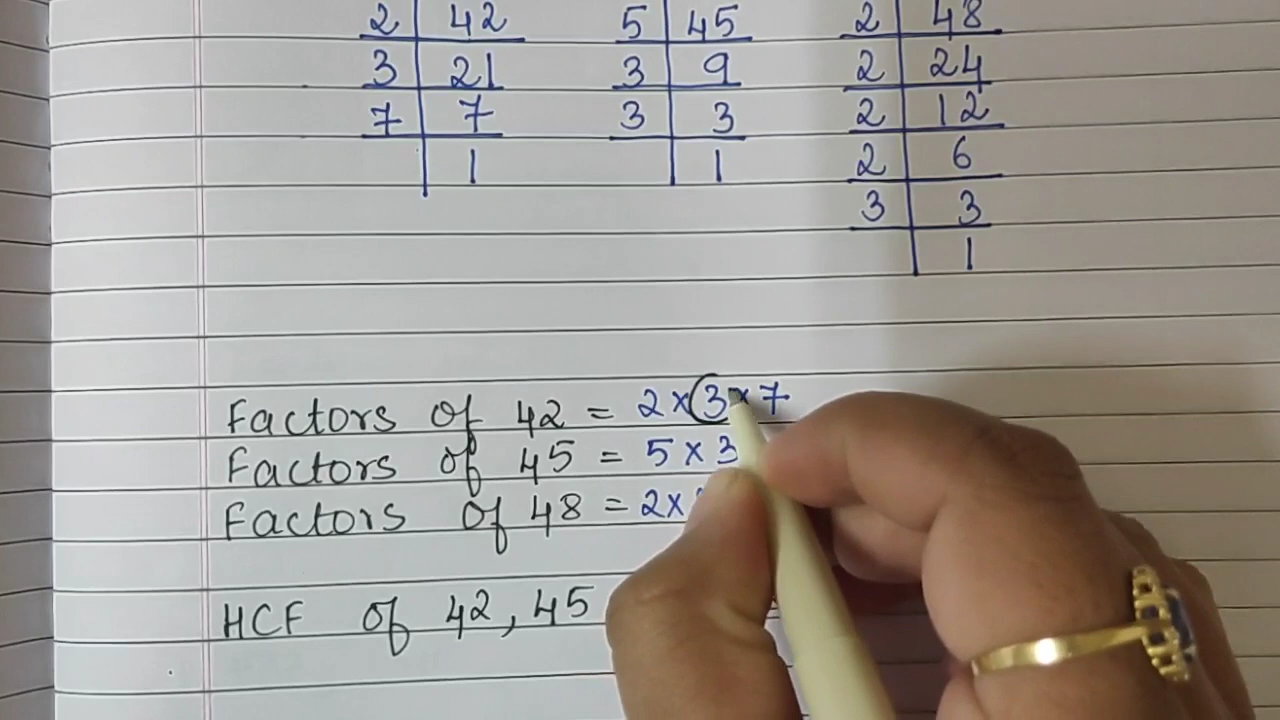 2 42 5 45 2 48
3 21 3 9 2 24
7 7 3 3 2 12
1 1 2 6
3 3
1
Factors of 42 = 2 × 3 × 7
Factors of 45 = 5 × 3
Factors of 48 = 2 ×
HCF of 42, 45